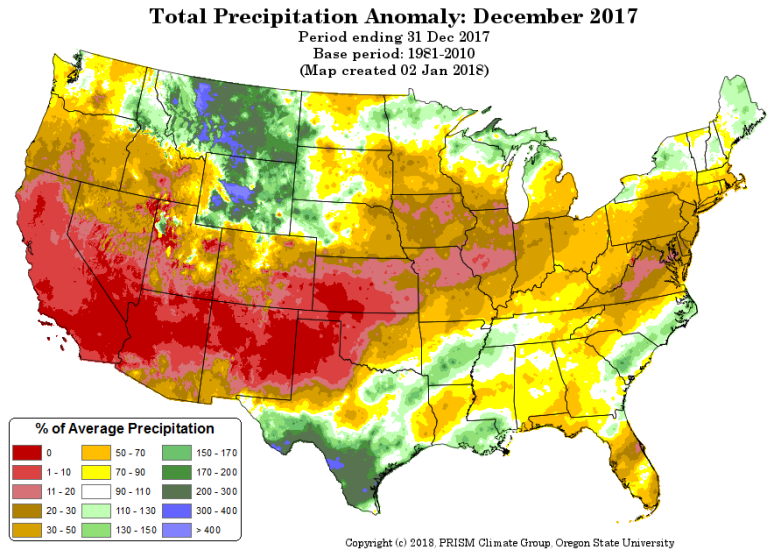 Total Precipitation Anomaly: December 2017
Period ending 31 Dec 2017
Base period: 1981-2010
(Map created 02 Jan 2018)
% of Average Precipitation
0
1 - 10
11 - 20
20 - 30
30 - 50
50 - 70
70 - 90
90 - 110
110 - 130
130 - 150
150 - 170
170 - 200
200 - 300
300 - 400
> 400
Copyright (c) 2018, PRISM Climate Group, Oregon State University